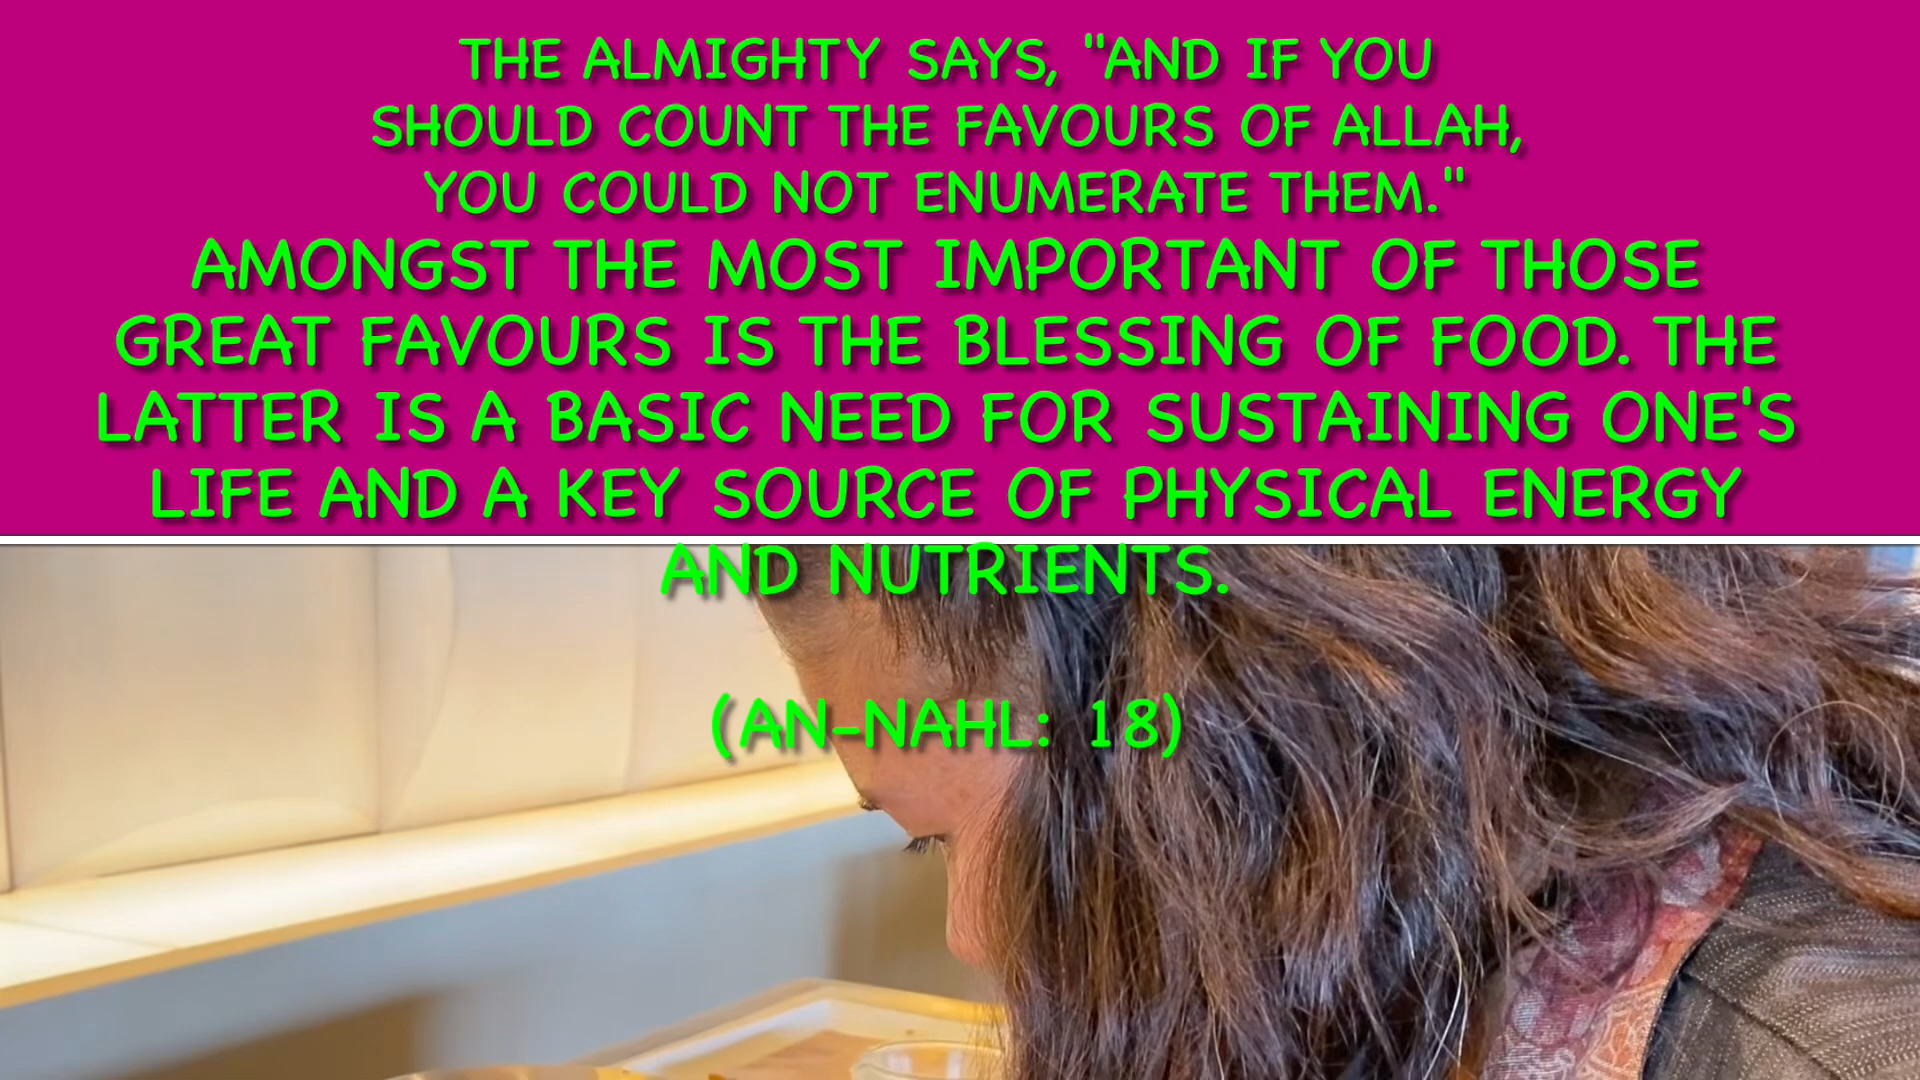 THE ALMIGHTY SAYS, "AND IF YOU
SHOULD COUNT THE FAVOURS OF ALLAH,
YOU COULD NOT ENUMERATE THEM."
AMONGST THE MOST IMPORTANT OF THOSE
GREAT FAVOURS IS THE BLESSING OF FOOD. THE
LATTER IS A BASIC NEED FOR SUSTAINING ONE'S
LIFE AND A KEY SOURCE OF PHYSICAL ENERGY
AND NUTRIENTS.
(AN-NAHL: 18)